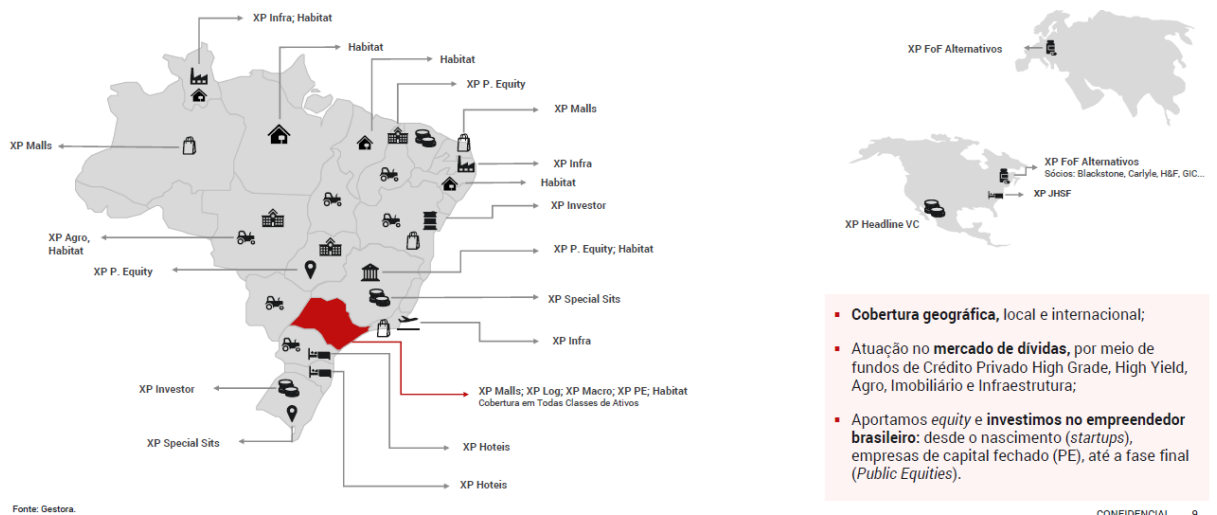 XP Infra; Habitat
Habitat
Habitat
XP P. Equity
XP Malls
XP Malls
XP Infra
Habitat
XP Investor
XP Agro,
Habitat
XP P. Equity; Habitat
XP P. Equity
XP Special Sits
XP Infra
XP Investor
XP Malls; XP Log; XP Macro; XP PE; Habitat
Cobertura em Todas Classes de Ativos
XP Special Sits
XP Hoteis
XP Hoteis
Fonte: Gestora.
XP FoF Alternativos
XP FoF Alternativos
Sócios: Blackstone, Carlyle, H&F, GIC...
XP JHSF
XP Headline VC
▪ Cobertura geográfica, local e internacional;
▪ Atuação no mercado de dívidas, por meio de
fundos de Crédito Privado High Grade, High Yield,
Agro, Imobiliário e Infraestrutura;
▪ Aportamos equity e investimos no empreendedor
brasileiro: desde o nascimento (startups),
empresas de capital fechado (PE), até a fase final
(Public Equities).
CONFIDENCIAL 9